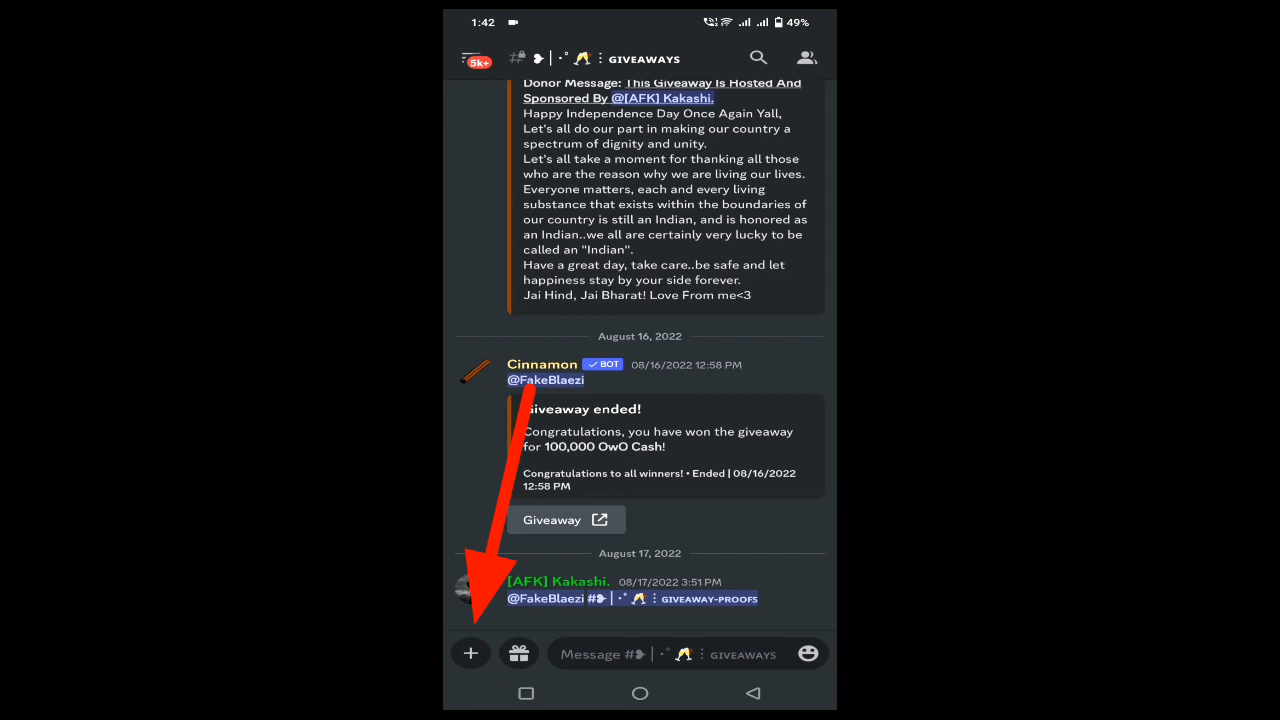 1:42 49%
5k+ # ❥ | ⋅˚ 🥂 ⋮ GIVEAWAYS
Donor Message: This Giveaway Is Hosted And
Sponsored By @[AFK] Kakashi.
Happy Independence Day Once Again Yall,
Let's all do our part in making our country a
spectrum of dignity and unity.
Let's all take a moment for thanking all those
who are the reason why we are living our lives.
Everyone matters, each and every living
substance that exists within the boundaries of
our country is still an Indian, and is honored as
an Indian..we all are certainly very lucky to be
called an "Indian".
Have a great day, take care..be safe and let
happiness stay by your side forever.
Jai Hind, Jai Bharat! Love From me<3
August 16, 2022
Cinnamon BOT 08/16/2022 12:58 PM
@FakeBlaezi
Giveaway ended!
Congratulations, you have won the giveaway
for 100,000 OwO Cash!
Congratulations to all winners! • Ended | 08/16/2022
12:58 PM
Giveaway
August 17, 2022
[AFK] Kakashi. 08/17/2022 3:51 PM
@FakeBlaezi #❥ | ⋅˚ 🥂 ⋮ GIVEAWAY-PROOFS
Message #❥ | ⋅˚ 🥂 ⋮ GIVEAWAYS